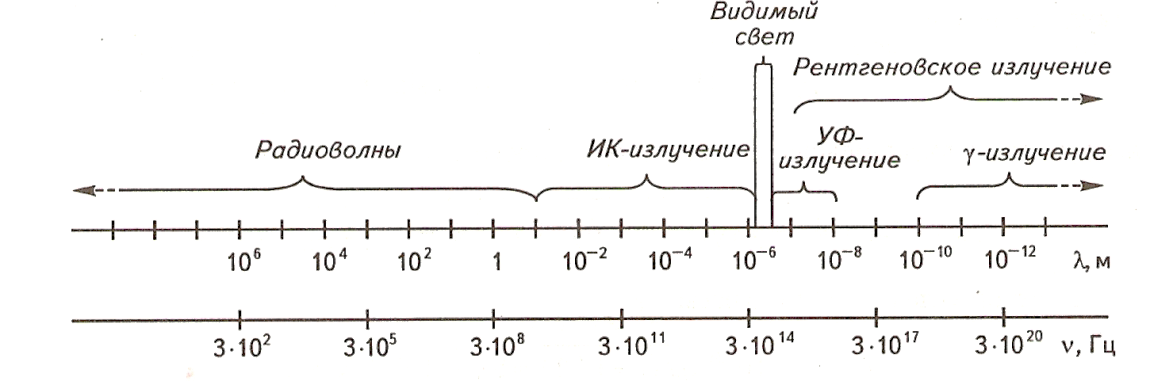 Видимый
свет
Рентгеновское излучение
Радиоволны
ИК-излучение
УФ-
излучение
γ-излучение
10⁶ 10⁴ 10² 1 10⁻² 10⁻⁴ 10⁻⁶ 10⁻⁸ 10⁻¹⁰ 10⁻¹² λ, м
3·10² 3·10⁵ 3·10⁸ 3·10¹¹ 3·10¹⁴ 3·10¹⁷ 3·10²⁰ ν, Гц